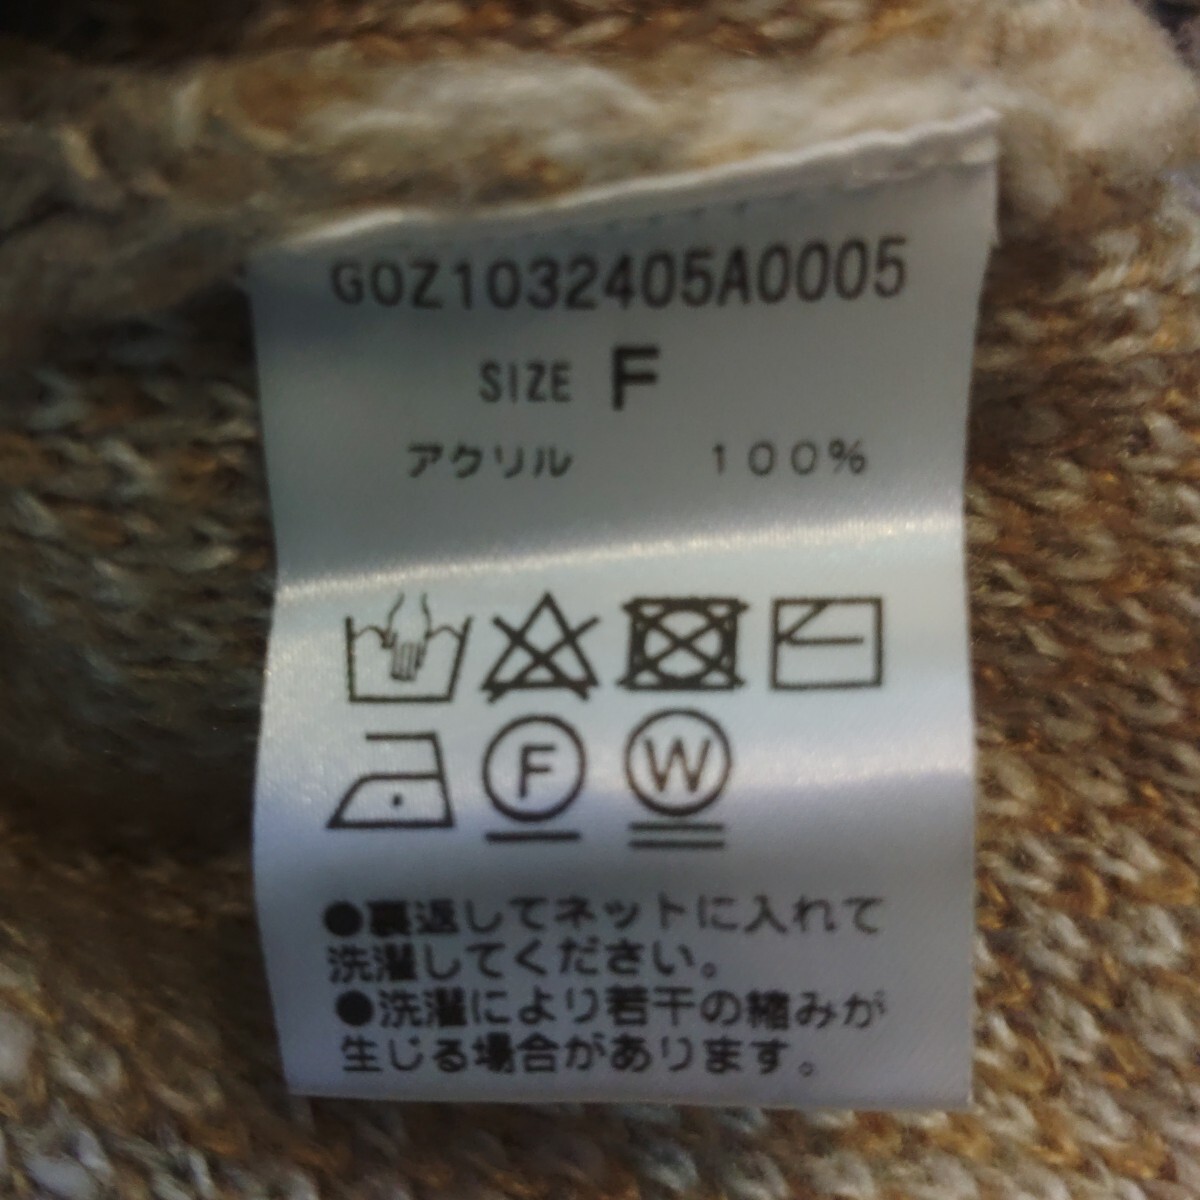 G0Z1032405A0005
SIZE F
アクリル 100%
F W
●裏返してネットに入れて
洗濯してください。
●洗濯により若干の縮みが
生じる場合があります。